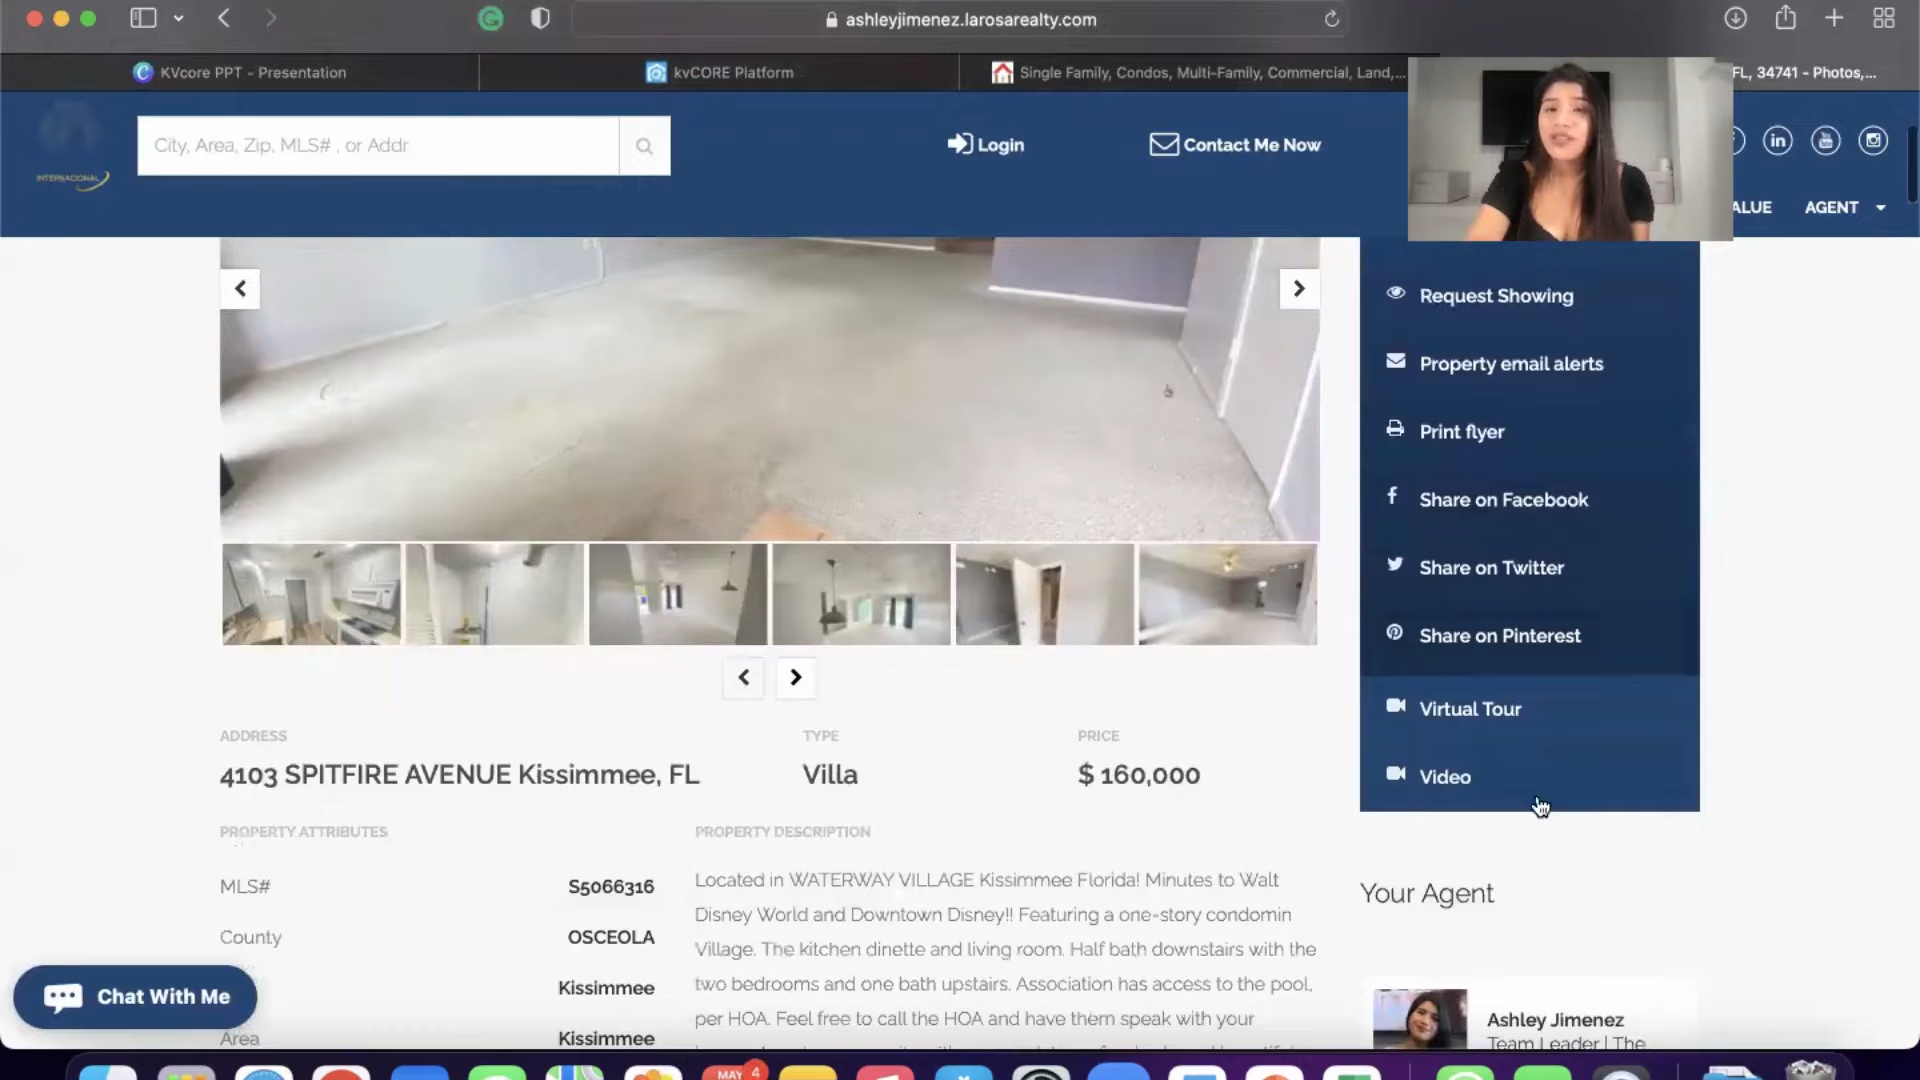 ashleyjimenez.larosarealty.com
KVcore PPT - Presentation
kvCORE Platform
Single Family, Condos, Multi-Family, Commercial, Land,...
FL, 34741 - Photos,...
INTERNACIONAL
City, Area, Zip, MLS# , or Addr
Login
Contact Me Now
ALUE
AGENT
Request Showing
Property email alerts
Print flyer
Share on Facebook
Share on Twitter
Share on Pinterest
Virtual Tour
Video
ADDRESS
TYPE
PRICE
4103 SPITFIRE AVENUE Kissimmee, FL
Villa
$ 160,000
PROPERTY ATTRIBUTES
MLS# S5066316
County OSCEOLA
Kissimmee
Area Kissimmee
PROPERTY DESCRIPTION
Located in WATERWAY VILLAGE Kissimmee Florida! Minutes to Walt
Disney World and Downtown Disney!! Featuring a one-story condomin
Village. The kitchen dinette and living room. Half bath downstairs with the
two bedrooms and one bath upstairs. Association has access to the pool,
per HOA. Feel free to call the HOA and have them speak with your
Your Agent
Ashley Jimenez
Team Leader | The
Chat With Me
MAY
4